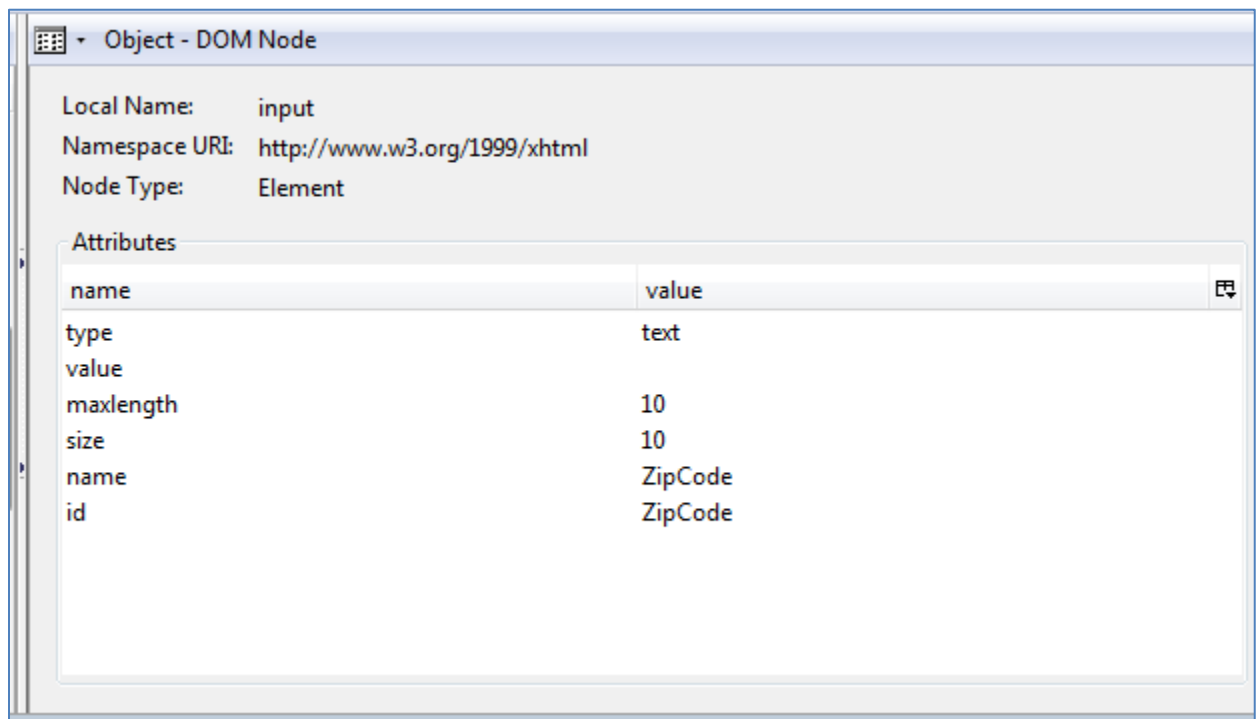 Object - DOM Node
Local Name: input
Namespace URI: http://www.w3.org/1999/xhtml
Node Type: Element
Attributes
name value
type text
value
maxlength 10
size 10
name ZipCode
id ZipCode